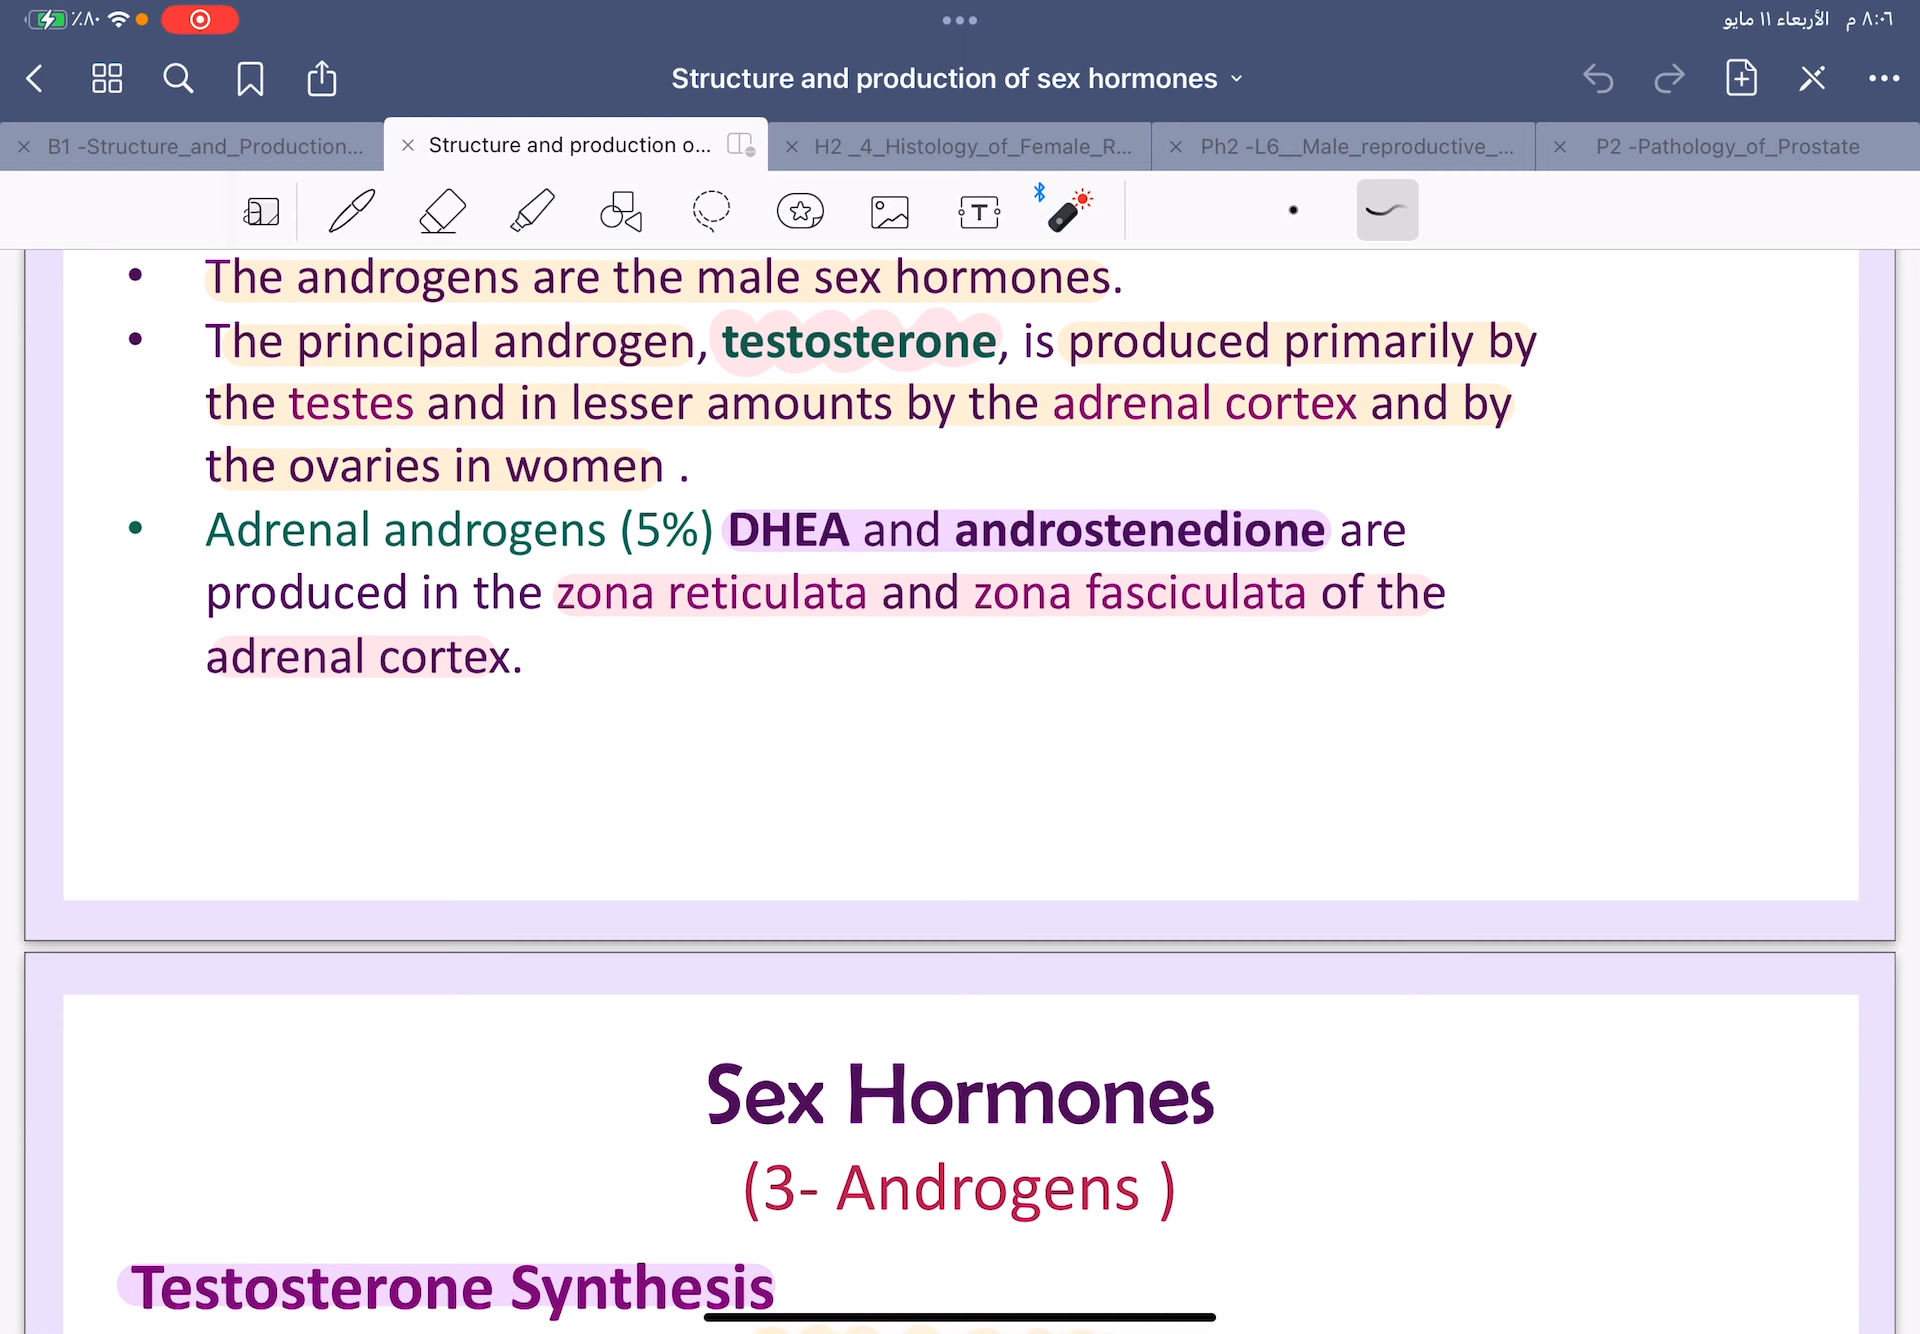 ٪٨٠
٨:٠٦ م الأربعاء ١١ مايو
Structure and production of sex hormones
B1 -Structure_and_Production...
Structure and production o...
H2 _4_Histology_of_Female_R...
Ph2 -L6__Male_reproductive_...
P2 -Pathology_of_Prostate
• The androgens are the male sex hormones.
• The principal androgen, testosterone, is produced primarily by
the testes and in lesser amounts by the adrenal cortex and by
the ovaries in women .
• Adrenal androgens (5%) DHEA and androstenedione are
produced in the zona reticulata and zona fasciculata of the
adrenal cortex.
Sex Hormones
(3- Androgens )
Testosterone Synthesis